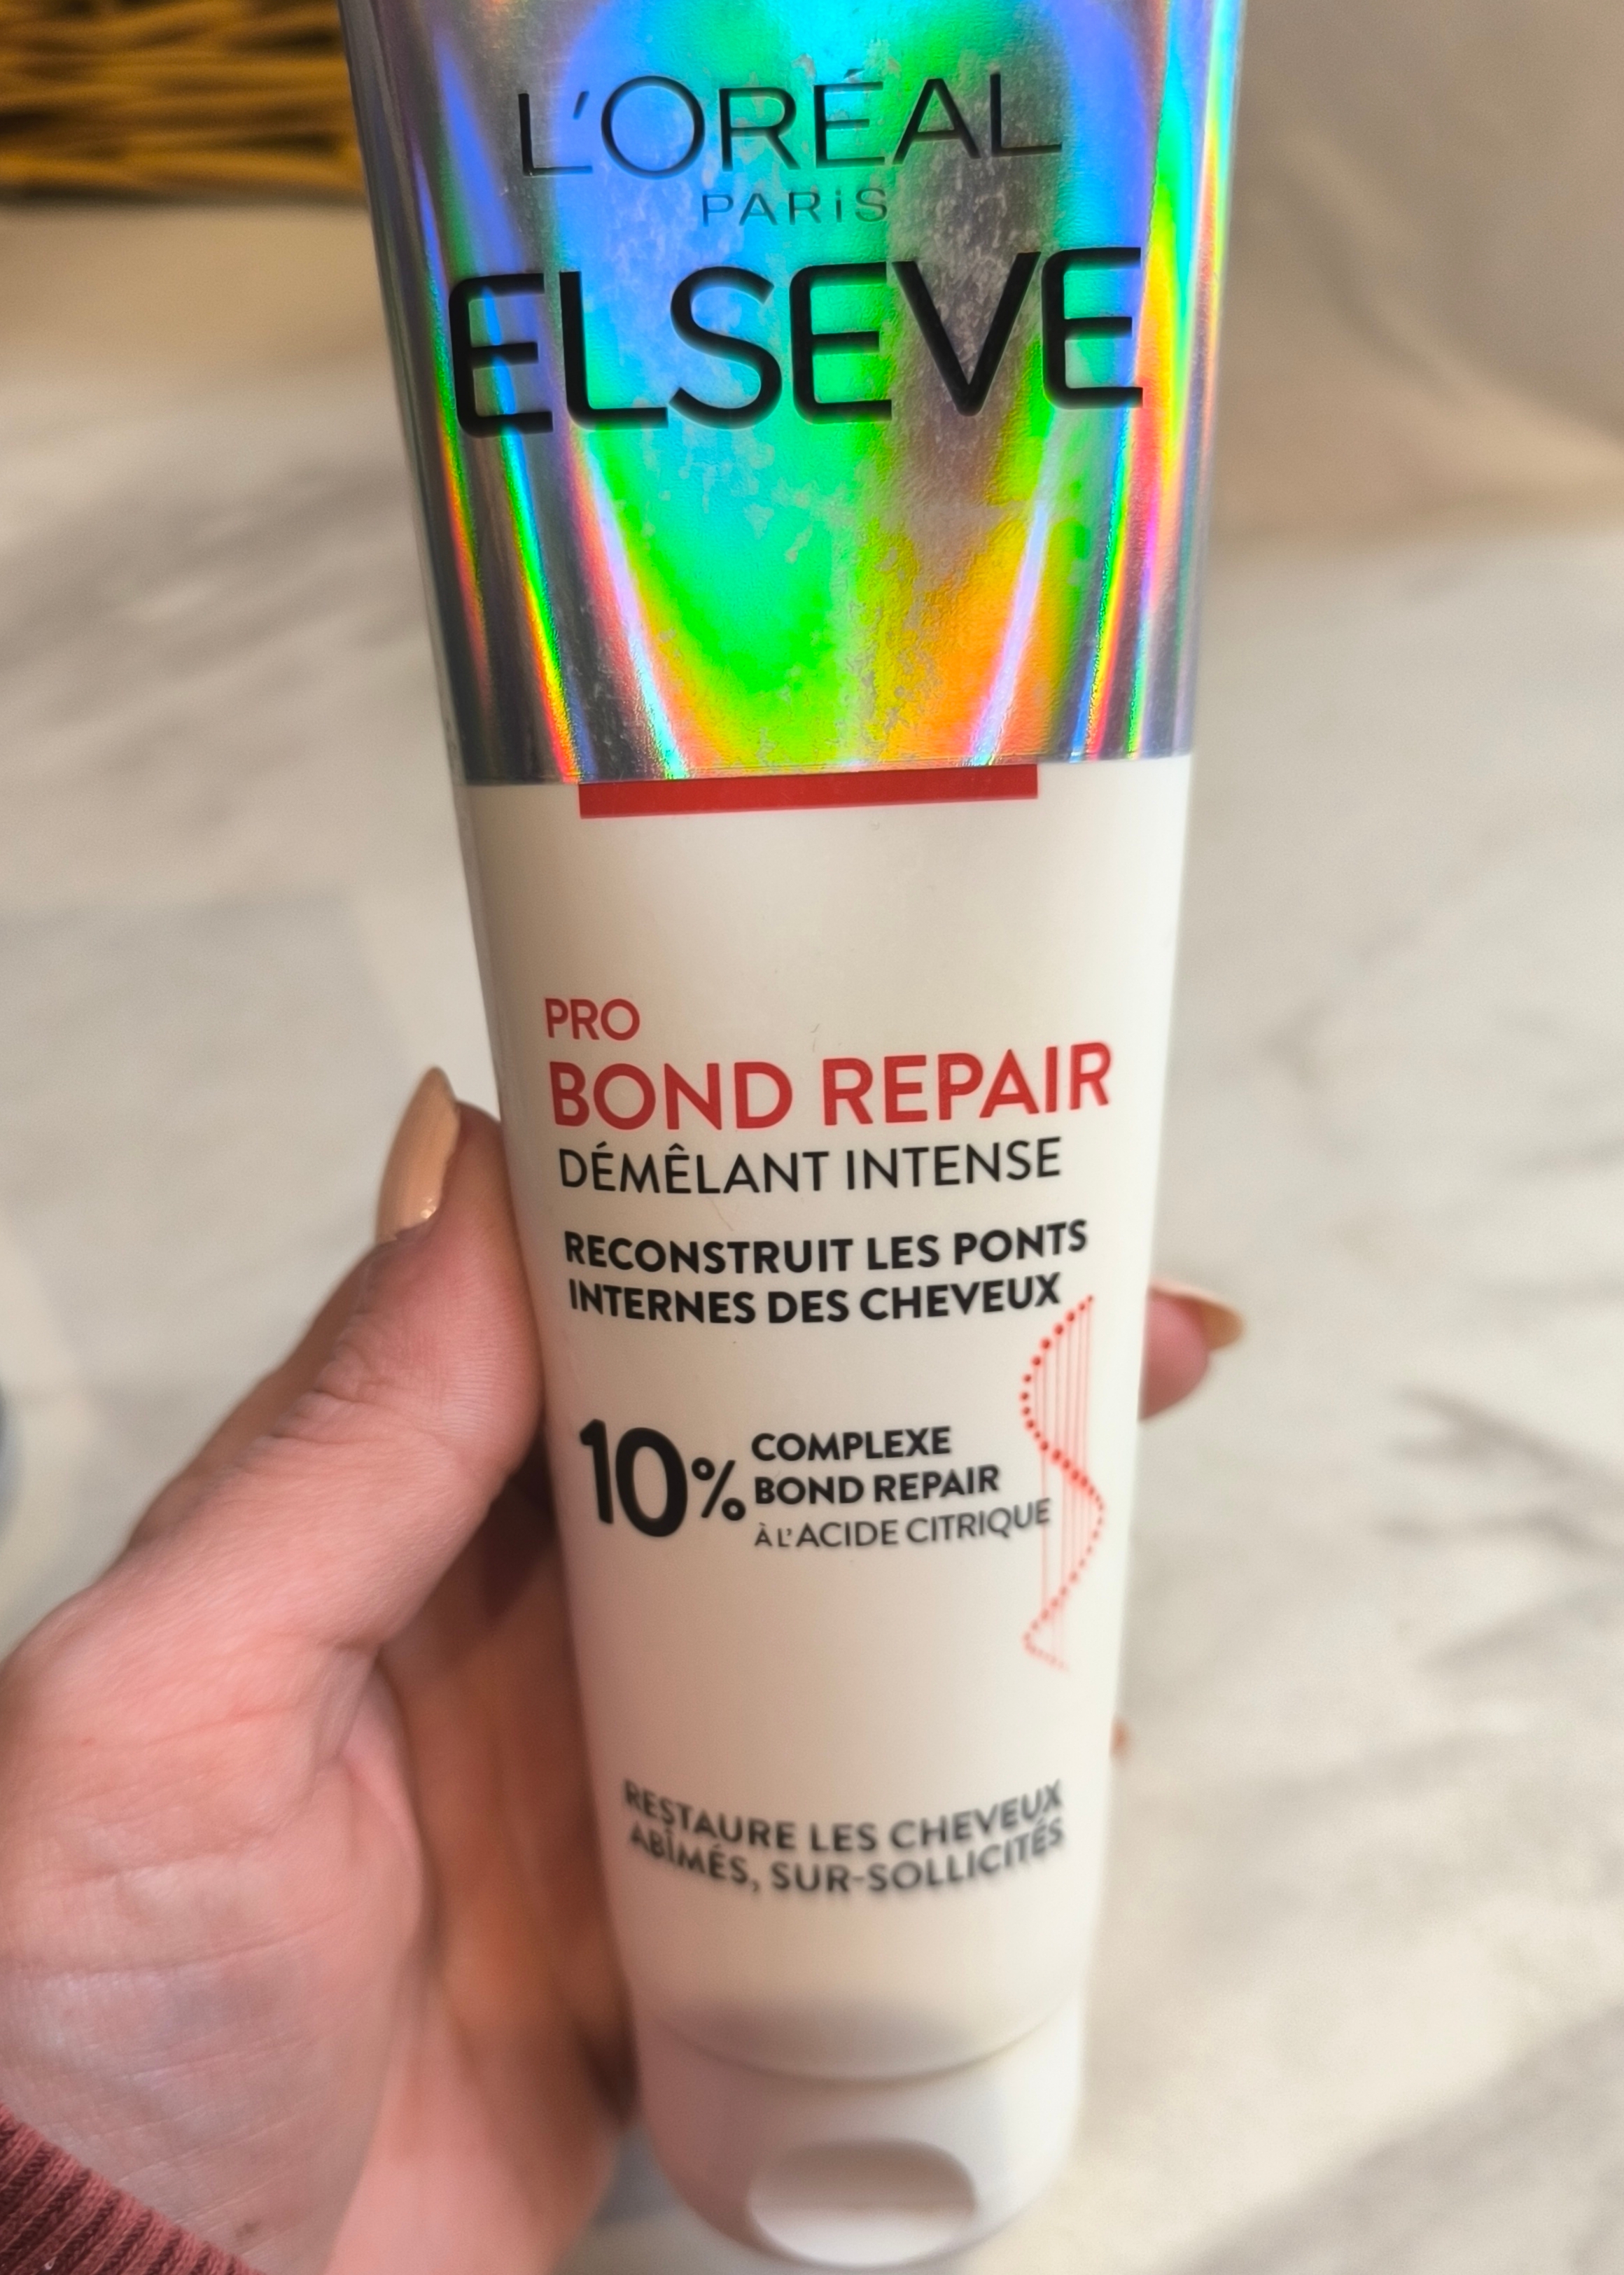 L'ORÉAL
PARiS
ELSEVE
PRO
BOND REPAIR
DÉMÊLANT INTENSE
RECONSTRUIT LES PONTS
INTERNES DES CHEVEUX
10% COMPLEXE
BOND REPAIR
À L'ACIDE CITRIQUE
RESTAURE LES CHEVEUX
ABÎMÉS, SUR-SOLLICITÉS